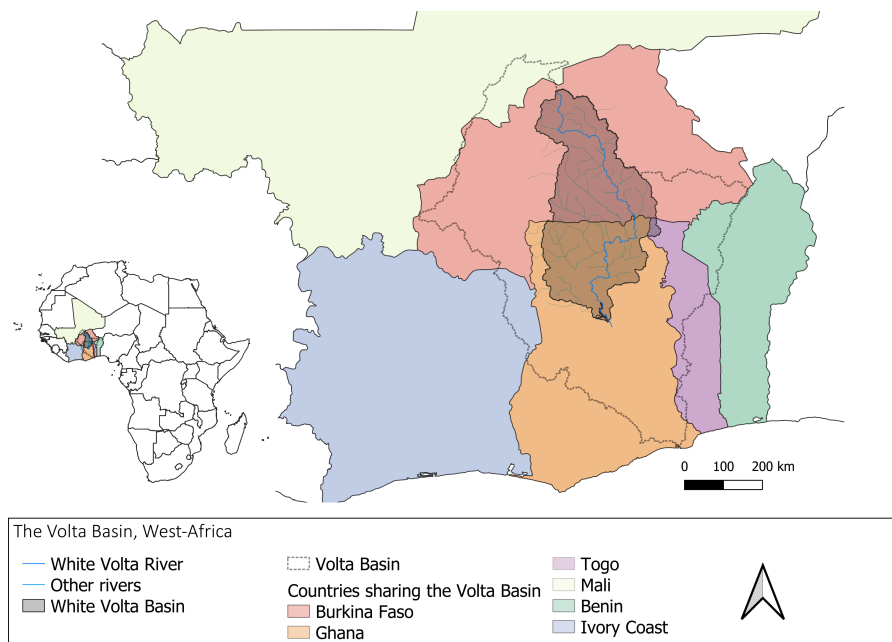 0 100 200 km
The Volta Basin, West-Africa
White Volta River
Other rivers
White Volta Basin
Volta Basin
Countries sharing the Volta Basin
Burkina Faso
Ghana
Togo
Mali
Benin
Ivory Coast